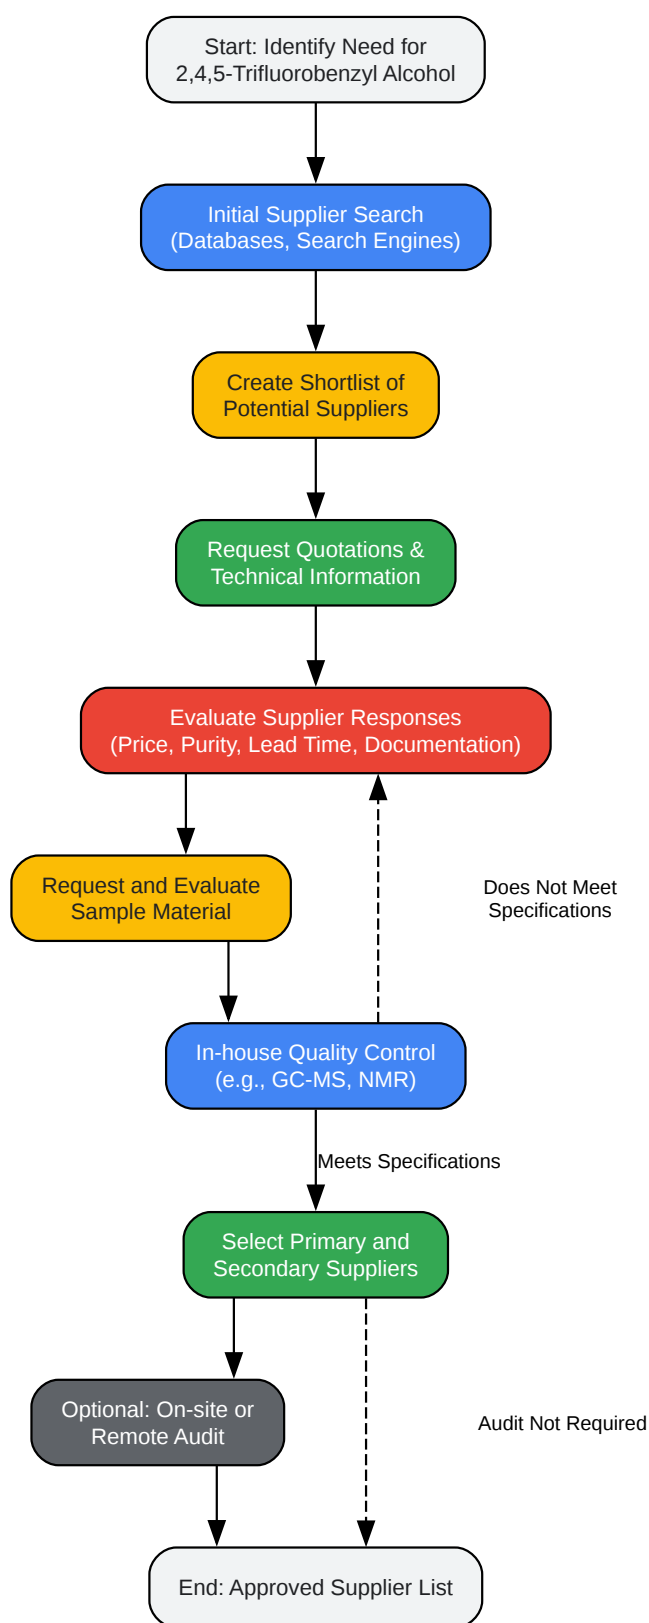 Start: Identify Need for
2,4,5-Trifluorobenzyl Alcohol
Initial Supplier Search
(Databases, Search Engines)
Create Shortlist of
Potential Suppliers
Request Quotations &
Technical Information
Evaluate Supplier Responses
(Price, Purity, Lead Time, Documentation)
Request and Evaluate
Sample Material
Does Not Meet
Specifications
In-house Quality Control
(e.g., GC-MS, NMR)
Meets Specifications
Select Primary and
Secondary Suppliers
Optional: On-site or
Remote Audit
Audit Not Required
End: Approved Supplier List